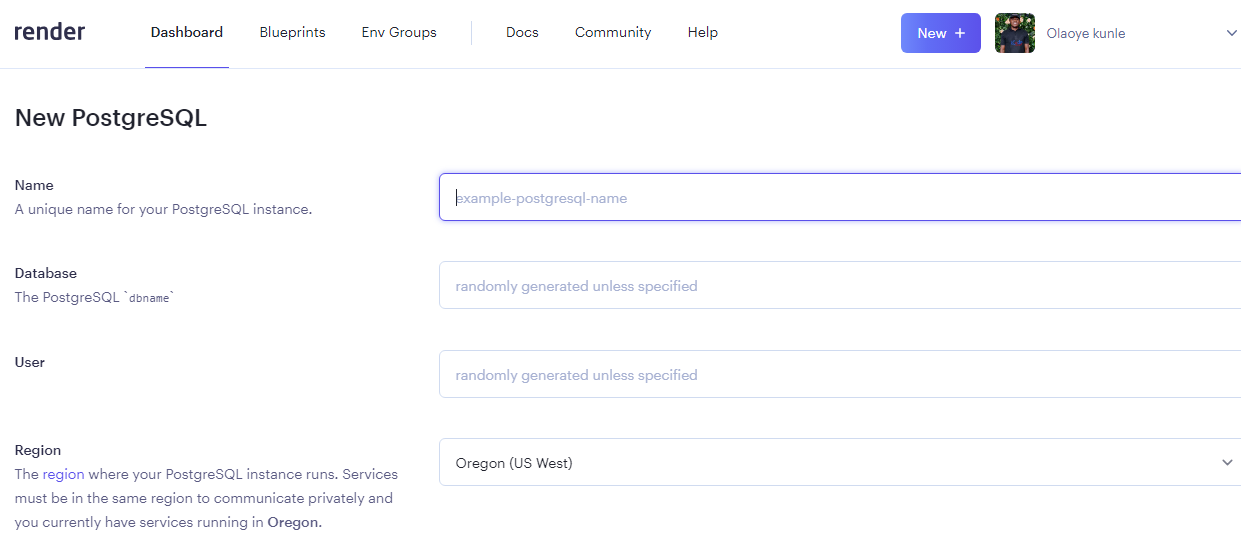 render
Dashboard
Blueprints
Env Groups
Docs
Community
Help
New +
Olaoye kunle
New PostgreSQL
Name
A unique name for your PostgreSQL instance.
example-postgresql-name
Database
The PostgreSQL `dbname`
randomly generated unless specified
User
randomly generated unless specified
Region
The region where your PostgreSQL instance runs. Services
must be in the same region to communicate privately and
you currently have services running in Oregon.
Oregon (US West)